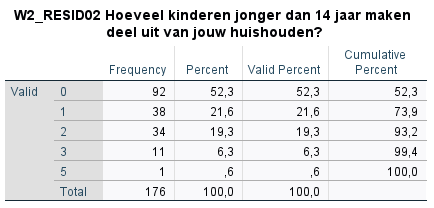 W2_RESID02 Hoeveel kinderen jonger dan 14 jaar maken
deel uit van jouw huishouden?
Frequency Percent Valid Percent Cumulative Percent
Valid 0 92 52,3 52,3 52,3
1 38 21,6 21,6 73,9
2 34 19,3 19,3 93,2
3 11 6,3 6,3 99,4
5 1 ,6 ,6 100,0
Total 176 100,0 100,0